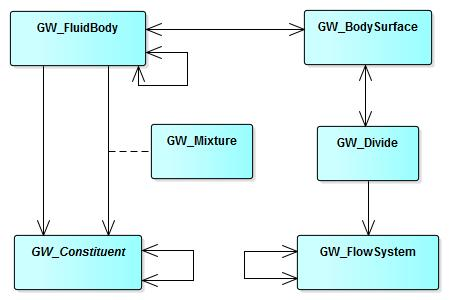 GW_FluidBody
GW_BodySurface
GW_Divide
GW_Mixture
GW_Constituent
GW_FlowSystem